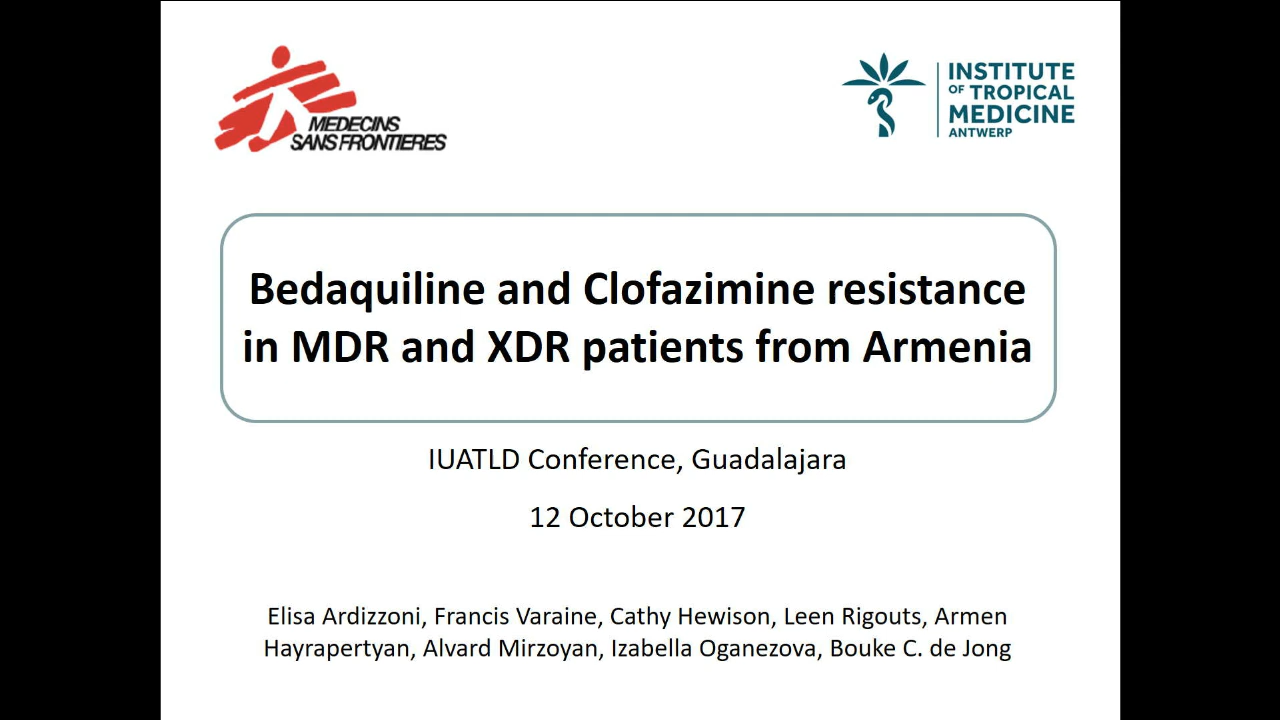 MEDECINS
SANS FRONTIERES
INSTITUTE
OF TROPICAL
MEDICINE
ANTWERP
Bedaquiline and Clofazimine resistance
in MDR and XDR patients from Armenia
IUATLD Conference, Guadalajara
12 October 2017
Elisa Ardizzoni, Francis Varaine, Cathy Hewison, Leen Rigouts, Armen
Hayrapertyan, Alvard Mirzoyan, Izabella Oganezova, Bouke C. de Jong